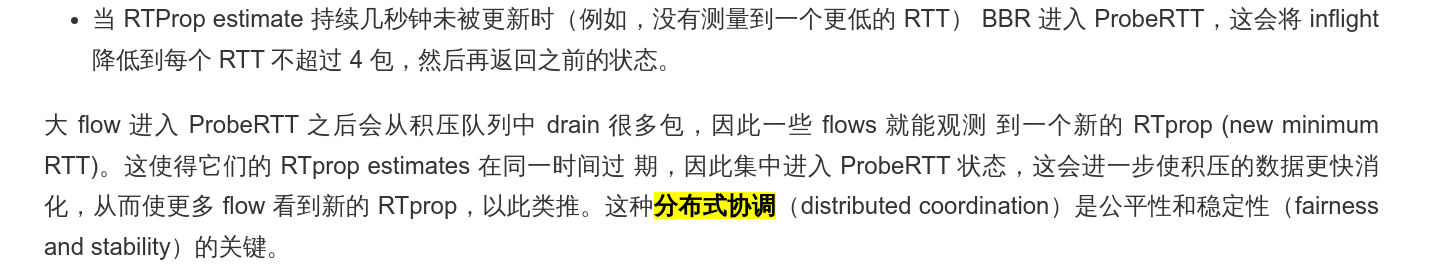 当 RTProp estimate 持续几秒钟未被更新时（例如，没有测量到一个更低的 RTT） BBR 进入 ProbeRTT，这会将 inflight
降低到每个 RTT 不超过 4 包，然后再返回之前的状态。
大 flow 进入 ProbeRTT 之后会从积压队列中 drain 很多包，因此一些 flows 就能观测 到一个新的 RTprop (new minimum
RTT)。这使得它们的 RTprop estimates 在同一时间过 期，因此集中进入 ProbeRTT 状态，这会进一步使积压的数据更快消
化，从而使更多 flow 看到新的 RTprop，以此类推。这种分布式协调（distributed coordination）是公平性和稳定性（fairness
and stability）的关键。